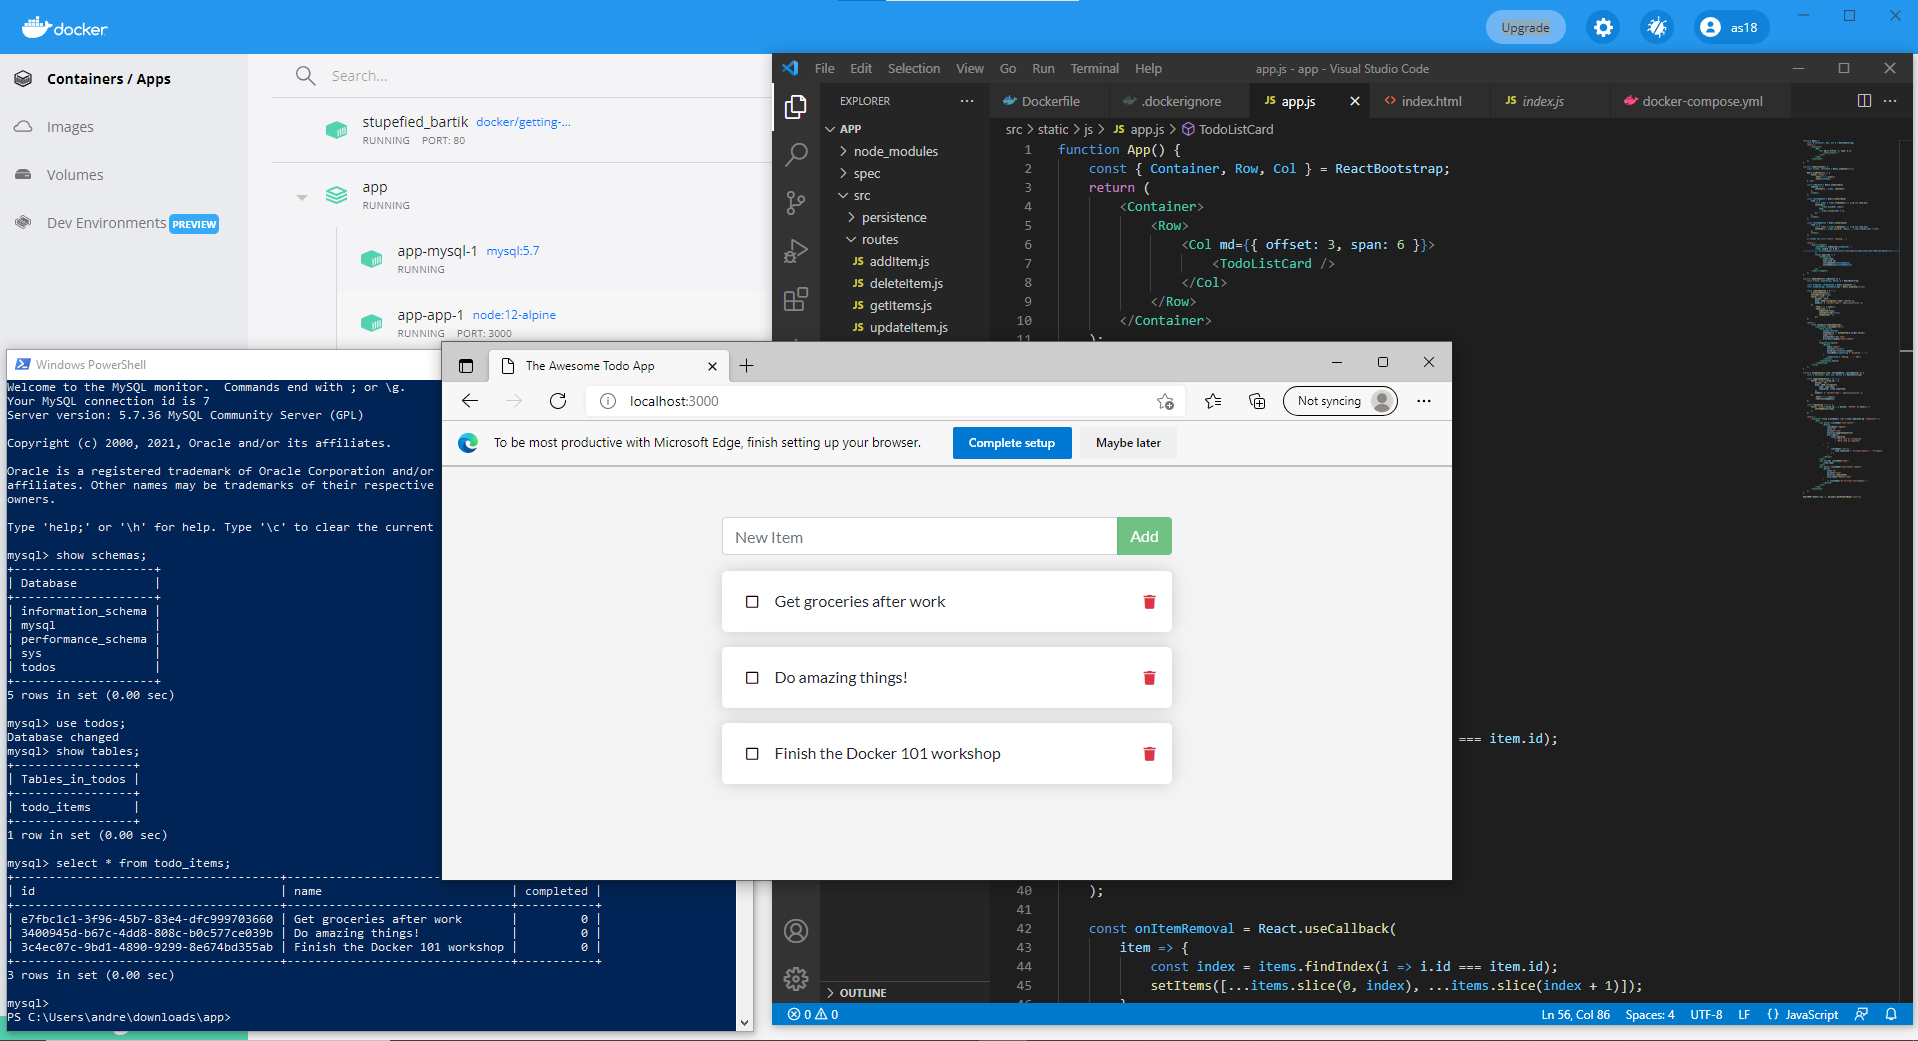 docker
Upgrade
as18
Containers / Apps
Images
Volumes
Dev Environments PREVIEW
Search...
stupefied_bartik docker/getting-...
RUNNING PORT: 80
app
RUNNING
app-mysql-1 mysql:5.7
RUNNING
app-app-1 node:12-alpine
RUNNING PORT: 3000
File Edit Selection View Go Run Terminal Help
app.js - app - Visual Studio Code
EXPLORER
APP
node_modules
spec
src
persistence
routes
JS addItem.js
JS deleteItem.js
JS getItems.js
JS updateItem.js
Dockerfile
.dockerignore
JS app.js
<> index.html
JS index.js
docker-compose.yml
src > static > js > JS app.js > TodoListCard
1 function App() {
2 const { Container, Row, Col } = ReactBootstrap;
3 return (
4 <Container>
5 <Row>
6 <Col md={{ offset: 3, span: 6 }}>
7 <TodoListCard />
8 </Col>
9 </Row>
10 </Container>
11 );
=== item.id);
40 );
41
42 const onItemRemoval = React.useCallback(
43 item => {
44 const index = items.findIndex(i => i.id === item.id);
45 setItems([...items.slice(0, index), ...items.slice(index + 1)]);
OUTLINE
0 0
Ln 56, Col 86 Spaces: 4 UTF-8 LF {} JavaScript
The Awesome Todo App
localhost:3000
Not syncing
To be most productive with Microsoft Edge, finish setting up your browser.
Complete setup
Maybe later
New Item
Add
Get groceries after work
Do amazing things!
Finish the Docker 101 workshop
Windows PowerShell
Welcome to the MySQL monitor.  Commands end with ; or \g.
Your MySQL connection id is 7
Server version: 5.7.36 MySQL Community Server (GPL)
Copyright (c) 2000, 2021, Oracle and/or its affiliates.
Oracle is a registered trademark of Oracle Corporation and/or
affiliates. Other names may be trademarks of their respective
owners.
Type 'help;' or '\h' for help. Type '\c' to clear the current
mysql> show schemas;
+--------------------+
| Database           |
+--------------------+
| information_schema |
| mysql              |
| performance_schema |
| sys                |
| todos              |
+--------------------+
5 rows in set (0.00 sec)
mysql> use todos;
Database changed
mysql> show tables;
+-----------------+
| Tables_in_todos |
+-----------------+
| todo_items      |
+-----------------+
1 row in set (0.00 sec)
mysql> select * from todo_items;
| id | name | completed |
| e7fbc1c1-3f96-45b7-83e4-dfc999703660 | Get groceries after work | 0 |
| 3400945d-b67c-4dd8-808c-b0c577ce039b | Do amazing things! | 0 |
| 3c4ec07c-9bd1-4890-9299-8e674bd355ab | Finish the Docker 101 workshop | 0 |
3 rows in set (0.00 sec)
mysql>
PS C:\Users\andre\downloads\app>